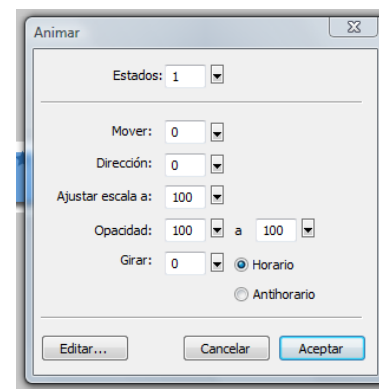 Animar
Estados: 1
Mover: 0
Dirección: 0
Ajustar escala a: 100
Opacidad: 100 a 100
Girar: 0 Horario
Antihorario
Editar... Cancelar Aceptar